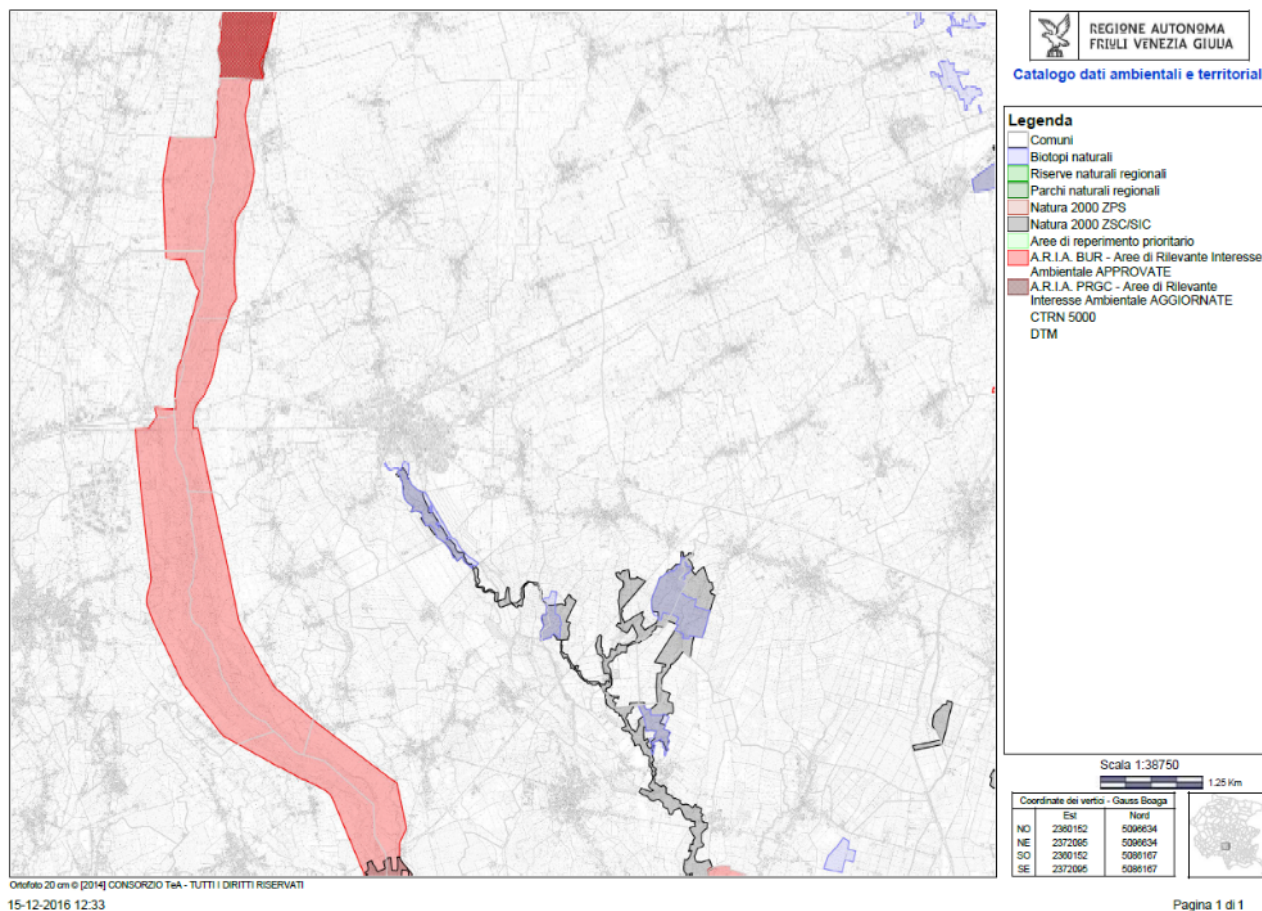 REGIONE AUTONOMA
FRIULI VENEZIA GIULIA
Catalogo dati ambientali e territorial
Legenda
Comuni
Biotopi naturali
Riserve naturali regionali
Parchi naturali regionali
Natura 2000 ZPS
Natura 2000 ZSC/SIC
Aree di reperimento prioritario
A.R.I.A. BUR - Aree di Rilevante Interesse
Ambientale APPROVATE
A.R.I.A. PRGC - Aree di Rilevante
Interesse Ambientale AGGIORNATE
CTRN 5000
DTM
Scala 1:38750
1.25 Km
Coordinate dei vertici - Gauss Boaga
Est Nord
NO 2360152 5096634
NE 2372095 5096634
SO 2360152 5086167
SE 2372095 5086167
Ortofoto 20 cm © [2014] CONSORZIO TeA - TUTTI I DIRITTI RISERVATI
15-12-2016 12:33
Pagina 1 di 1